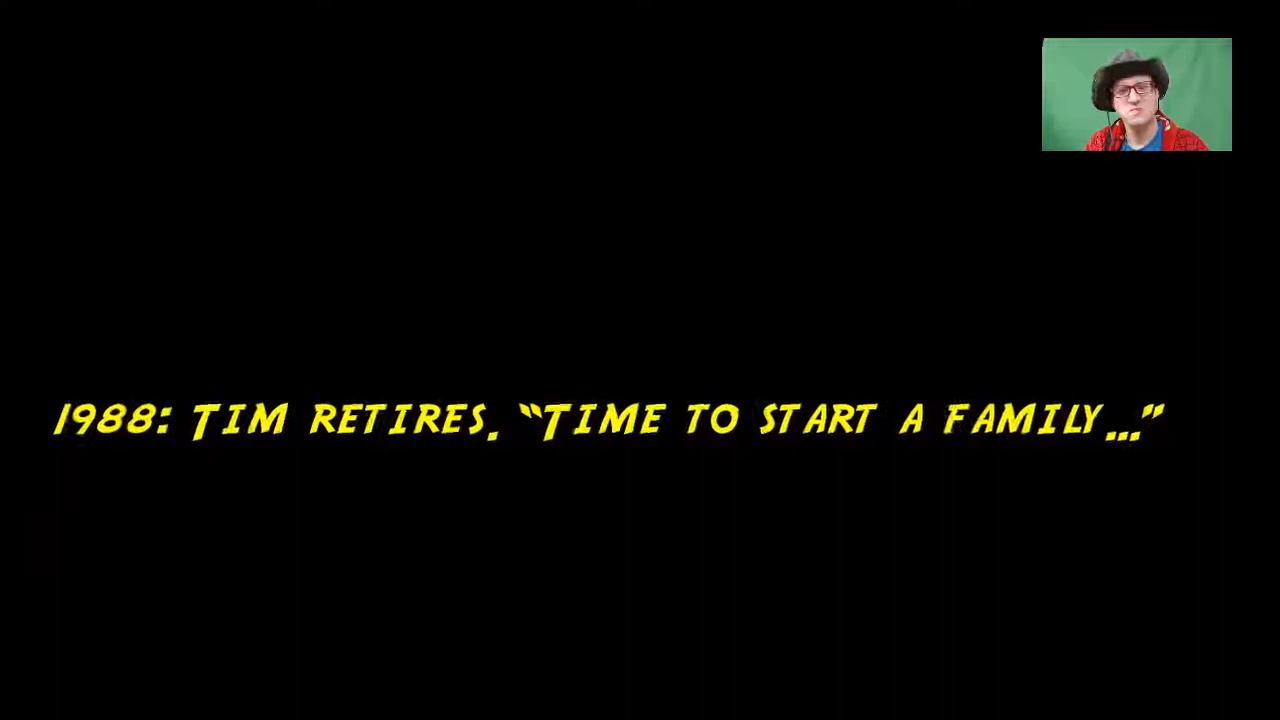 1988: Tim retires. “Time to start a family...”